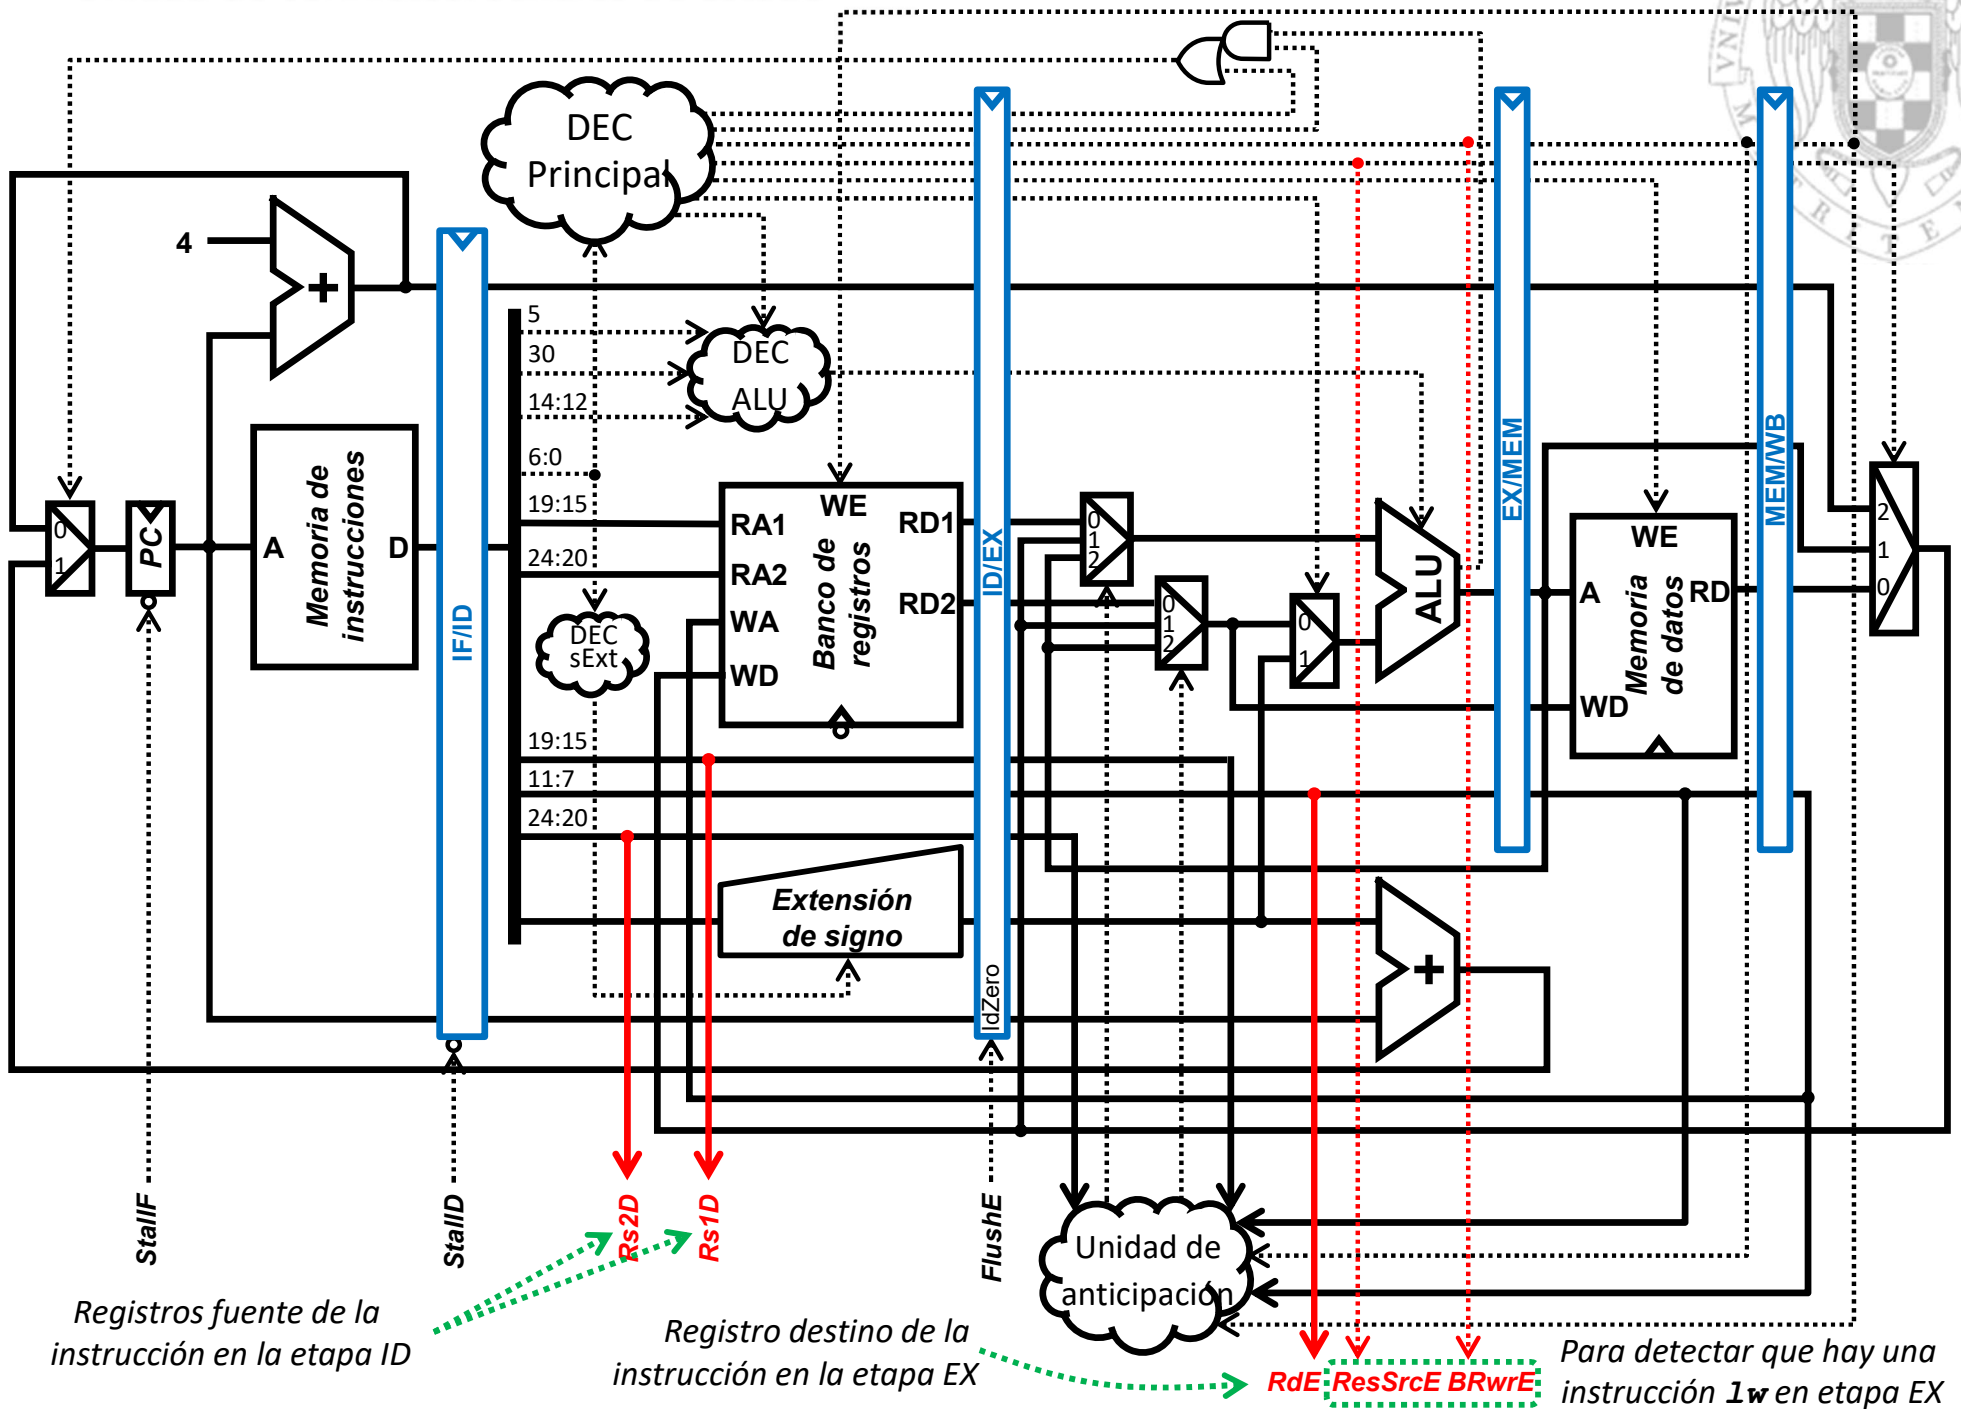 DEC
Principal
4
5
30
14:12
6:0
19:15
24:20
DEC
ALU
DEC
sExt
0
1
PC
A
D
Memoria de
instrucciones
IF/ID
RA1
RA2
WA
WD
WE
RD1
RD2
Banco de
registros
ID/EX
IdZero
0
1
2
0
1
2
0
1
ALU
EX/MEM
A
WE
RD
WD
Memoria
de datos
MEM/WB
2
1
0
19:15
11:7
24:20
Extensión
de signo
+
+
StallF
StallD
Rs2D
Rs1D
FlushE
Unidad de
anticipación
Registros fuente de la
instrucción en la etapa ID
Registro destino de la
instrucción en la etapa EX
RdE ResSrcE BRwrE
Para detectar que hay una
instrucción lw en etapa EX